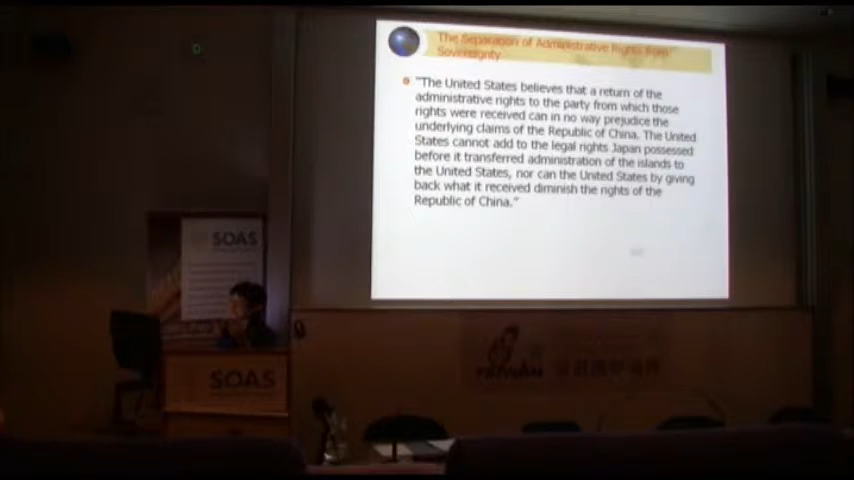 The Separation of Administrative Rights from
Sovereignty
"The United States believes that a return of the
administrative rights to the party from which those
rights were received can in no way prejudice the
underlying claims of the Republic of China. The United
States cannot add to the legal rights Japan possessed
before it transferred administration of the islands to
the United States, nor can the United States by giving
back what it received diminish the rights of the
Republic of China."
SOAS
SOAS
TAIWAN